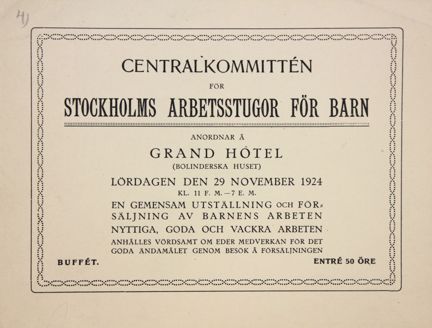 4)
CENTRALKOMMITTÉN
FÖR
STOCKHOLMS ARBETSSTUGOR FÖR BARN
ANORDNAR Å
GRAND HÔTEL
(BOLINDERSKA HUSET)
LÖRDAGEN DEN 29 NOVEMBER 1924
KL. 11 F. M.—7 E. M.
EN GEMENSAM UTSTÄLLNING OCH FÖR-
SÄLJNING AV BARNENS ARBETEN
NYTTIGA, GODA OCH VACKRA ARBETEN
ANHÅLLES VÖRDSAMT OM EDER MEDVERKAN FÖR DET
GODA ÄNDAMÅLET GENOM BESÖK Å FÖRSÄLJNINGEN
BUFFÉT. ENTRÉ 50 ÖRE